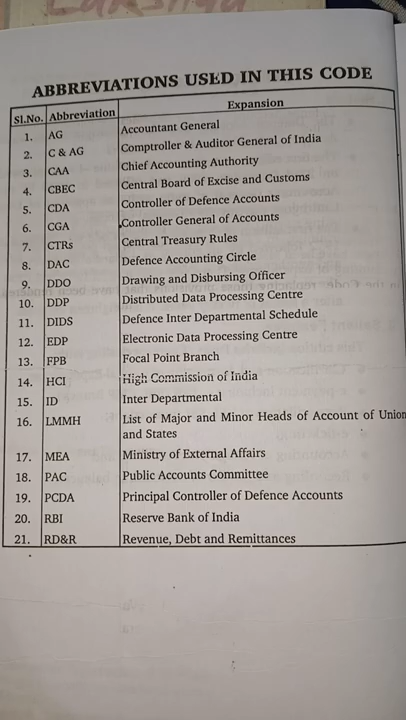 ABBREVIATIONS USED IN THIS CODE
Sl.No. Abbreviation Expansion
1. AG Accountant General
2. C & AG Comptroller & Auditor General of India
3. CAA Chief Accounting Authority
4. CBEC Central Board of Excise and Customs
5. CDA Controller of Defence Accounts
6. CGA Controller General of Accounts
7. CTRs Central Treasury Rules
8. DAC Defence Accounting Circle
9. DDO Drawing and Disbursing Officer
10. DDP Distributed Data Processing Centre
11. DIDS Defence Inter Departmental Schedule
12. EDP Electronic Data Processing Centre
13. FPB Focal Point Branch
14. HCI High Commission of India
15. ID Inter Departmental
16. LMMH List of Major and Minor Heads of Account of Union
and States
17. MEA Ministry of External Affairs
18. PAC Public Accounts Committee
19. PCDA Principal Controller of Defence Accounts
20. RBI Reserve Bank of India
21. RD&R Revenue, Debt and Remittances